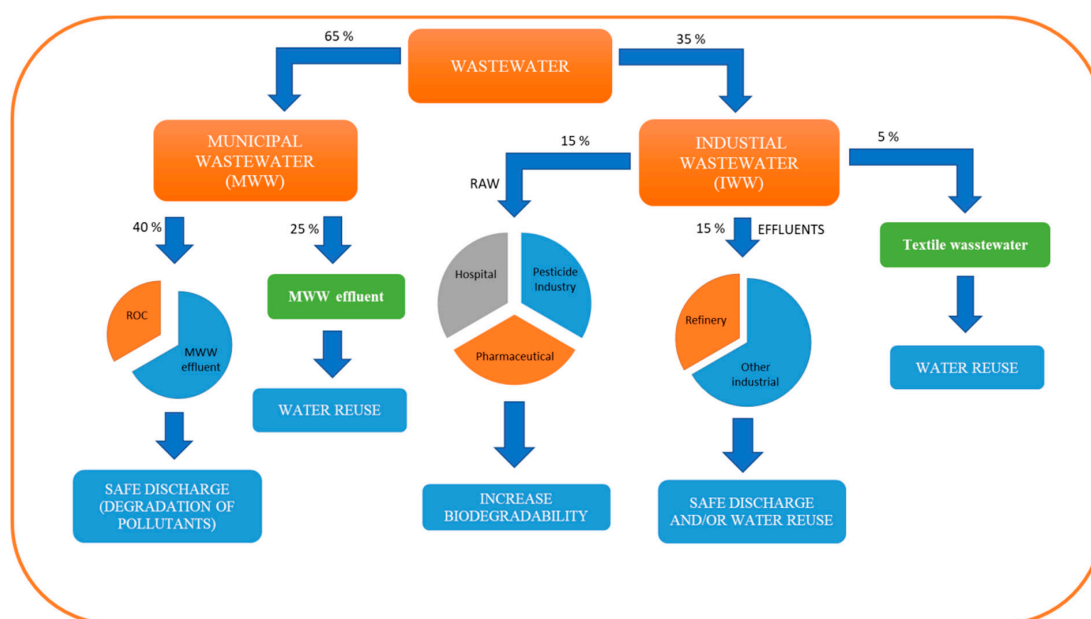 65 %
WASTEWATER
35 %
MUNICIPAL
WASTEWATER
(MWW)
15 %
INDUSTIAL
WASTEWATER
(IWW)
5 %
RAW
40 %
25 %
15 %
EFFLUENTS
Textile wasstewater
Hospital
Pesticide
Industry
MWW effluent
ROC
Refinery
MWW
effluent
Pharmaceutical
Other
industrial
WATER REUSE
WATER REUSE
SAFE DISCHARGE
(DEGRADATION OF
POLLUTANTS)
INCREASE
BIODEGRADABILITY
SAFE DISCHARGE
AND/OR WATER REUSE